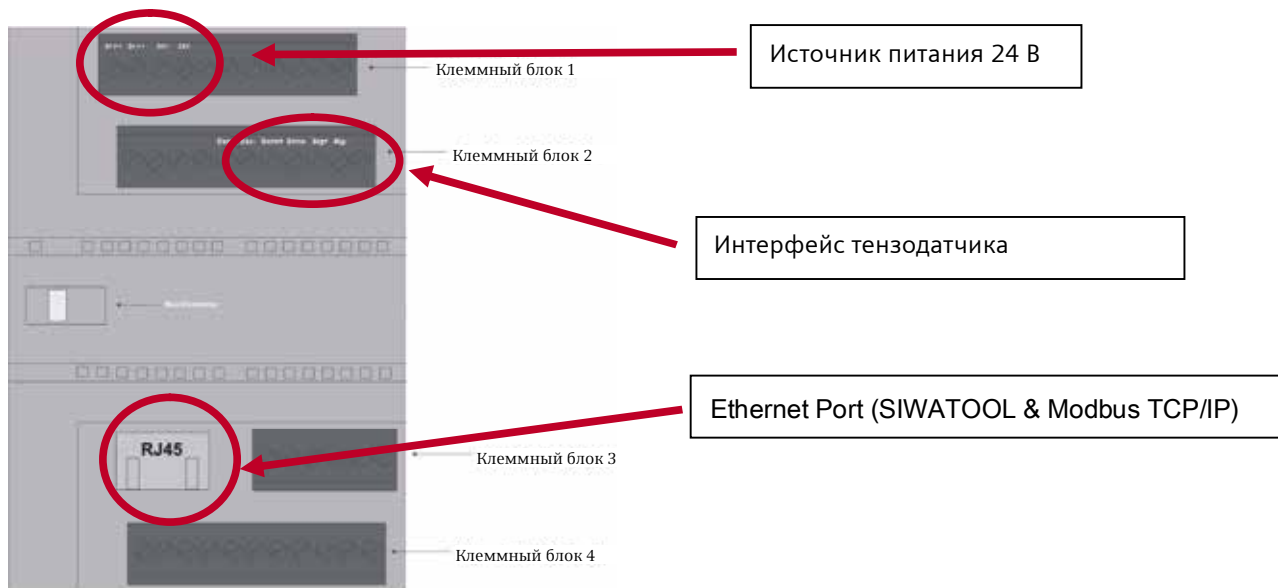 Источник питания 24 В
Клеммный блок 1
Клеммный блок 2
Интерфейс тензодатчика
Ethernet Port (SIWATOOL & Modbus TCP/IP)
RJ45
Клеммный блок 3
Клеммный блок 4